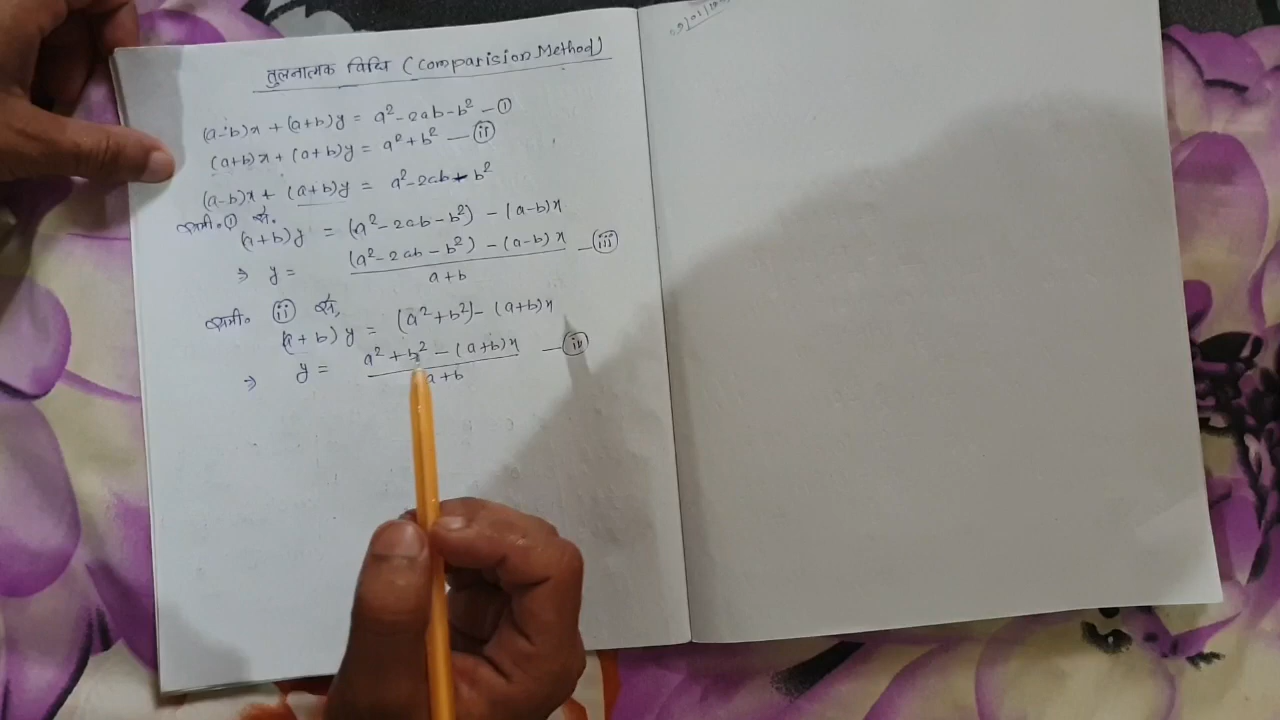 तुलनात्मक विधि (Comparision Method)
(a-b)x + (a+b)y = a² - 2ab - b² — (i)
(a+b)x + (a+b)y = a² + b² — (ii)
(a-b)x + (a+b)y = a² - 2ab - b²
समी० (i) से,
(a+b)y = (a² - 2ab - b²) - (a-b)x
⇒ y = (a² - 2ab - b²) - (a-b)x / a+b — (iii)
समी० (ii) से,
(a+b)y = (a² + b²) - (a+b)x
⇒ y = a² + b² - (a+b)x / a+b — (iv)